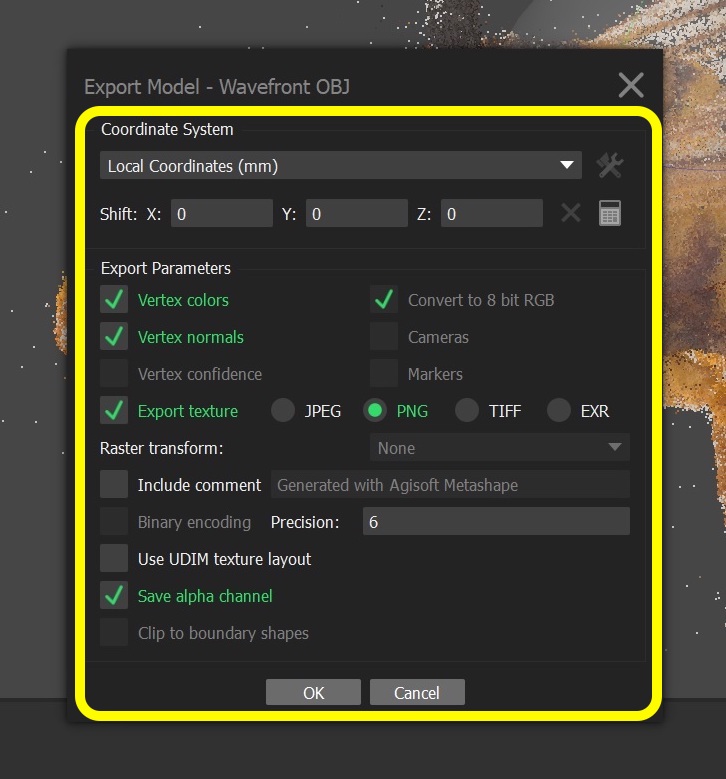 Export Model - Wavefront OBJ
Coordinate System
Local Coordinates (mm)
Shift: X: 0 Y: 0 Z: 0
Export Parameters
Vertex colors Convert to 8 bit RGB
Vertex normals Cameras
Vertex confidence Markers
Export texture JPEG PNG TIFF EXR
Raster transform: None
Include comment Generated with Agisoft Metashape
Binary encoding Precision: 6
Use UDIM texture layout
Save alpha channel
Clip to boundary shapes
OK Cancel